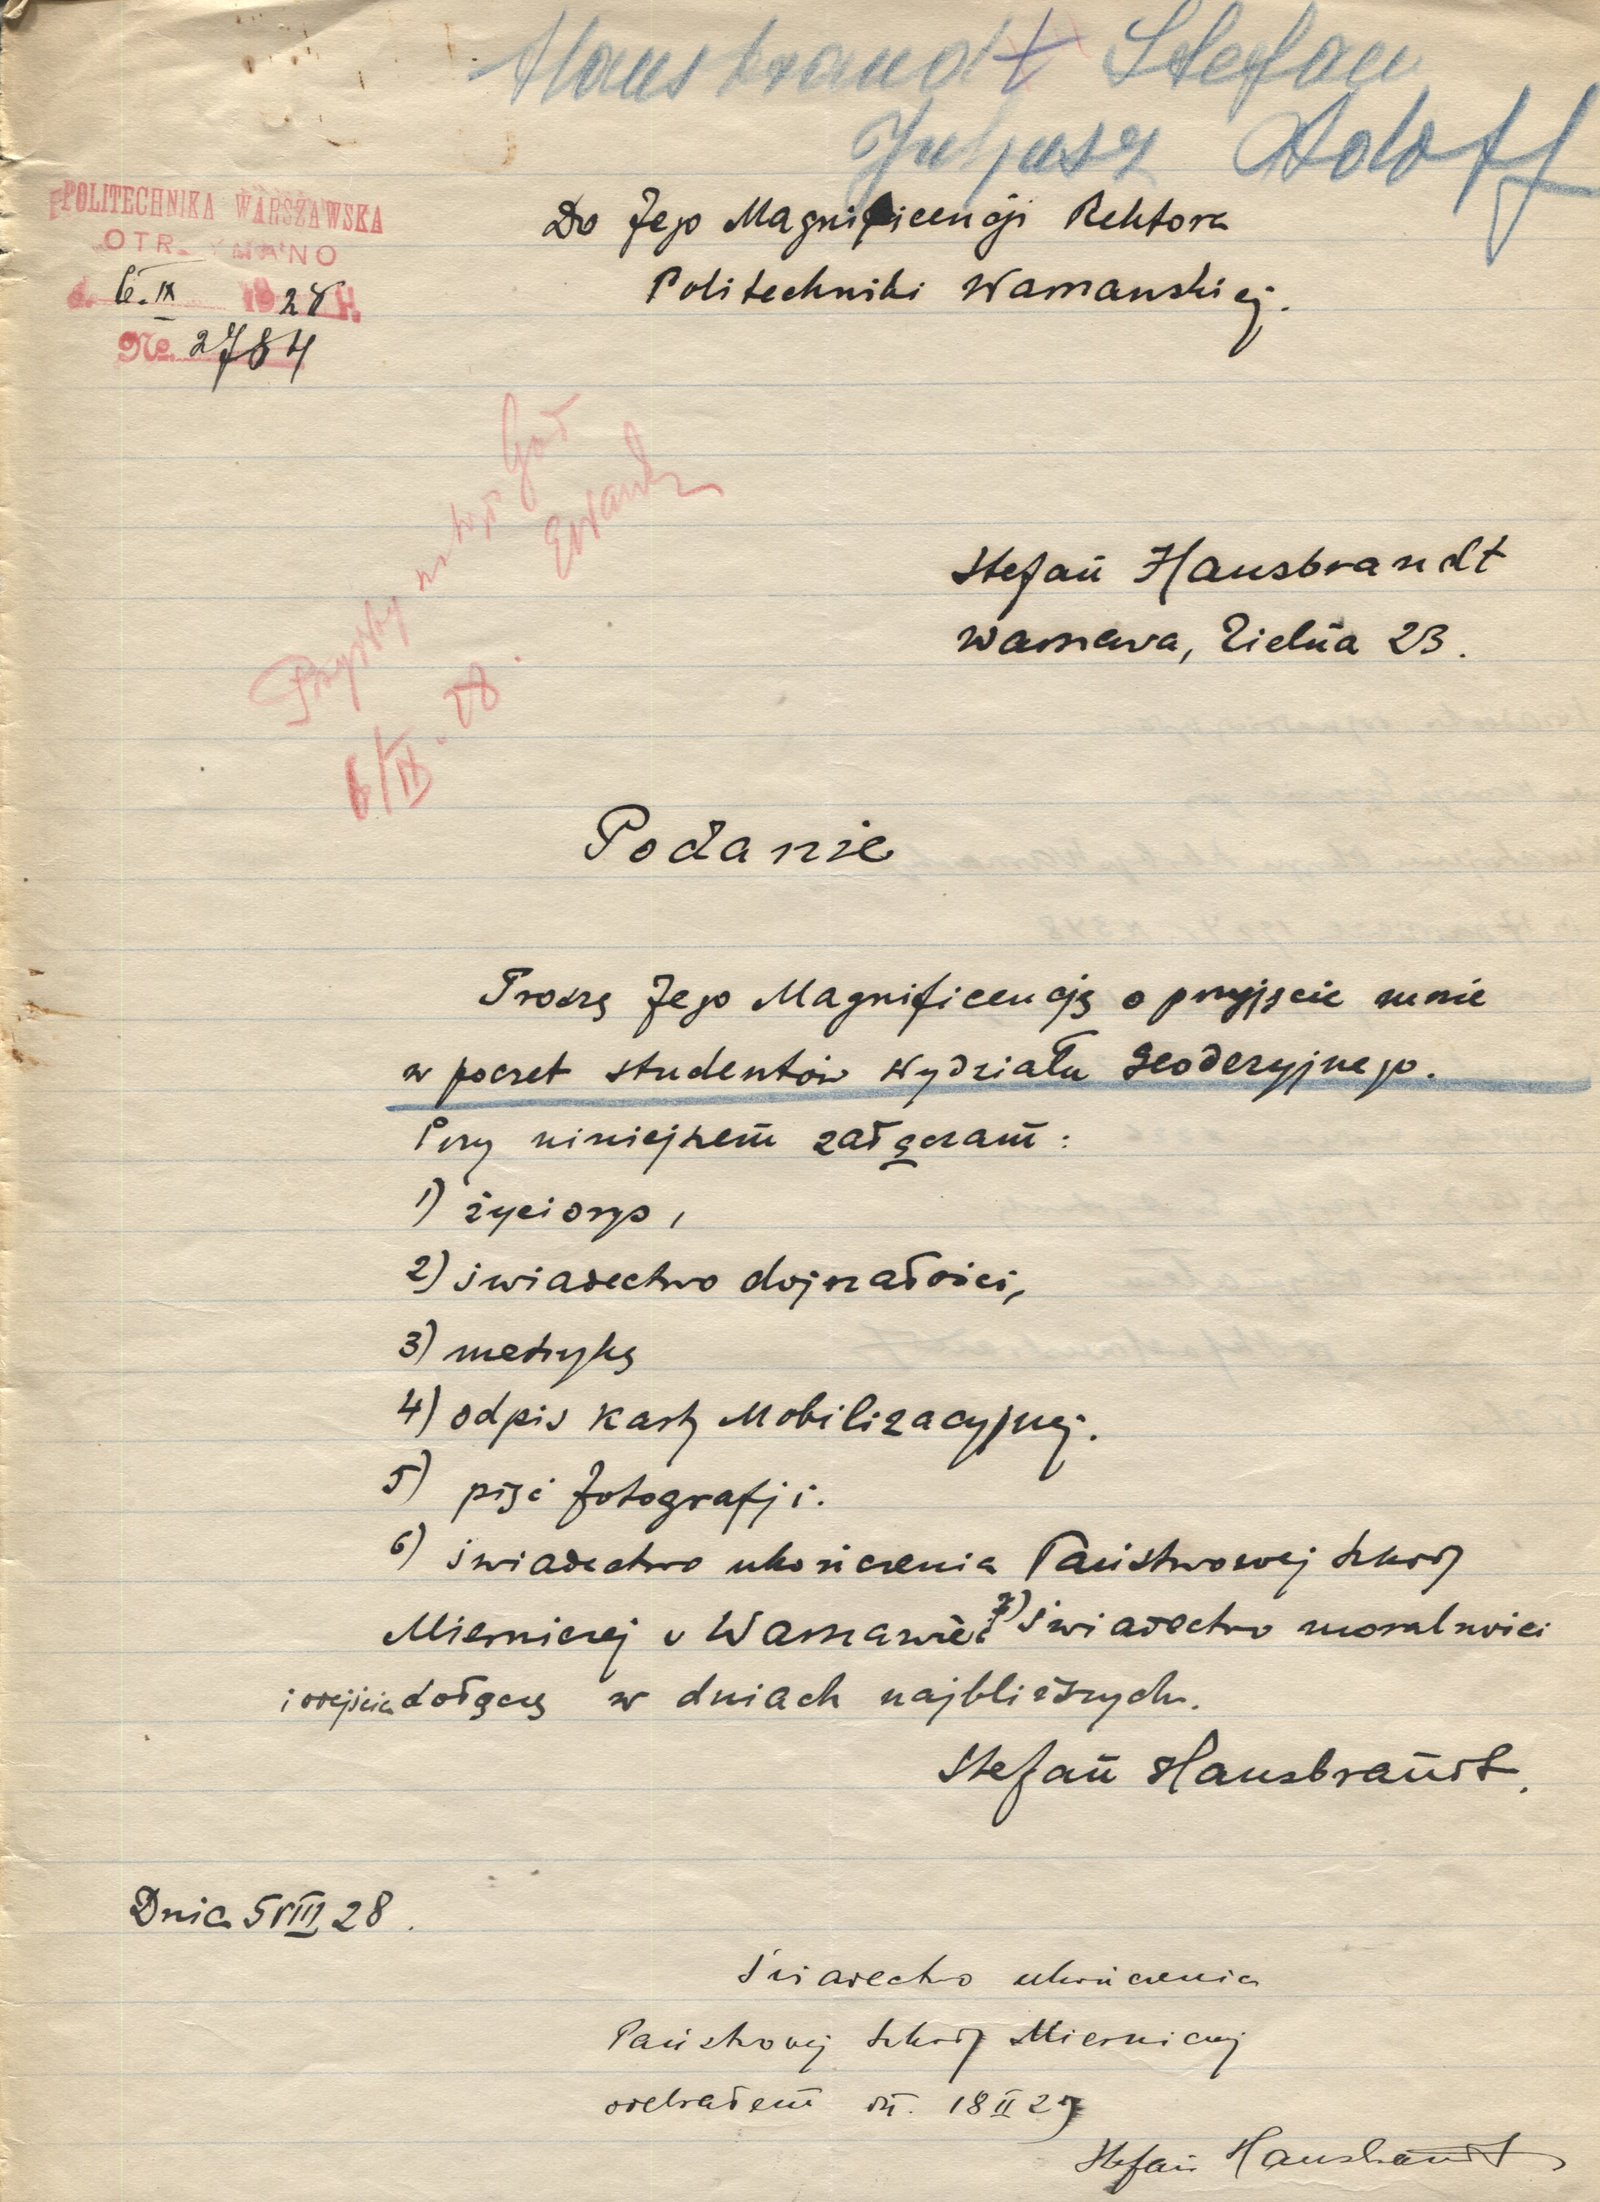 Hausbrandt Stefan
Juljusz Adolf
POLITECHNIKA WARSZAWSKA
OTRZYMANO
d. 6.IX 1928 r.
№ 2784
Do Jego Magnificencji Rektora
Politechniki Warszawskiej.
6/IX.28.
Stefan Hausbrandt
Warszawa, Zielna 23.
Podanie
Proszę Jego Magnificencję o przyjęcie mnie
w poczet studentów Wydziału Geodezyjnego.
Przy niniejszem załączam:
1) życiorys,
2) świadectwo dojrzałości,
3) metrykę
4) odpis Karty Mobilizacyjnej.
5) pięć fotografji.
6) świadectwo ukończenia Państwowej Szkoły
Mierniczej w Warszawie i 7) świadectwo moralności
dołączę w dniach najbliższych.
Stefan Hausbrandt.
Dnia 5 VIII 28.
Świadectwo ukończenia
Państwowej Szkoły Mierniczej
odebrałem dn. 18 II 29
Stefan Hausbrandt